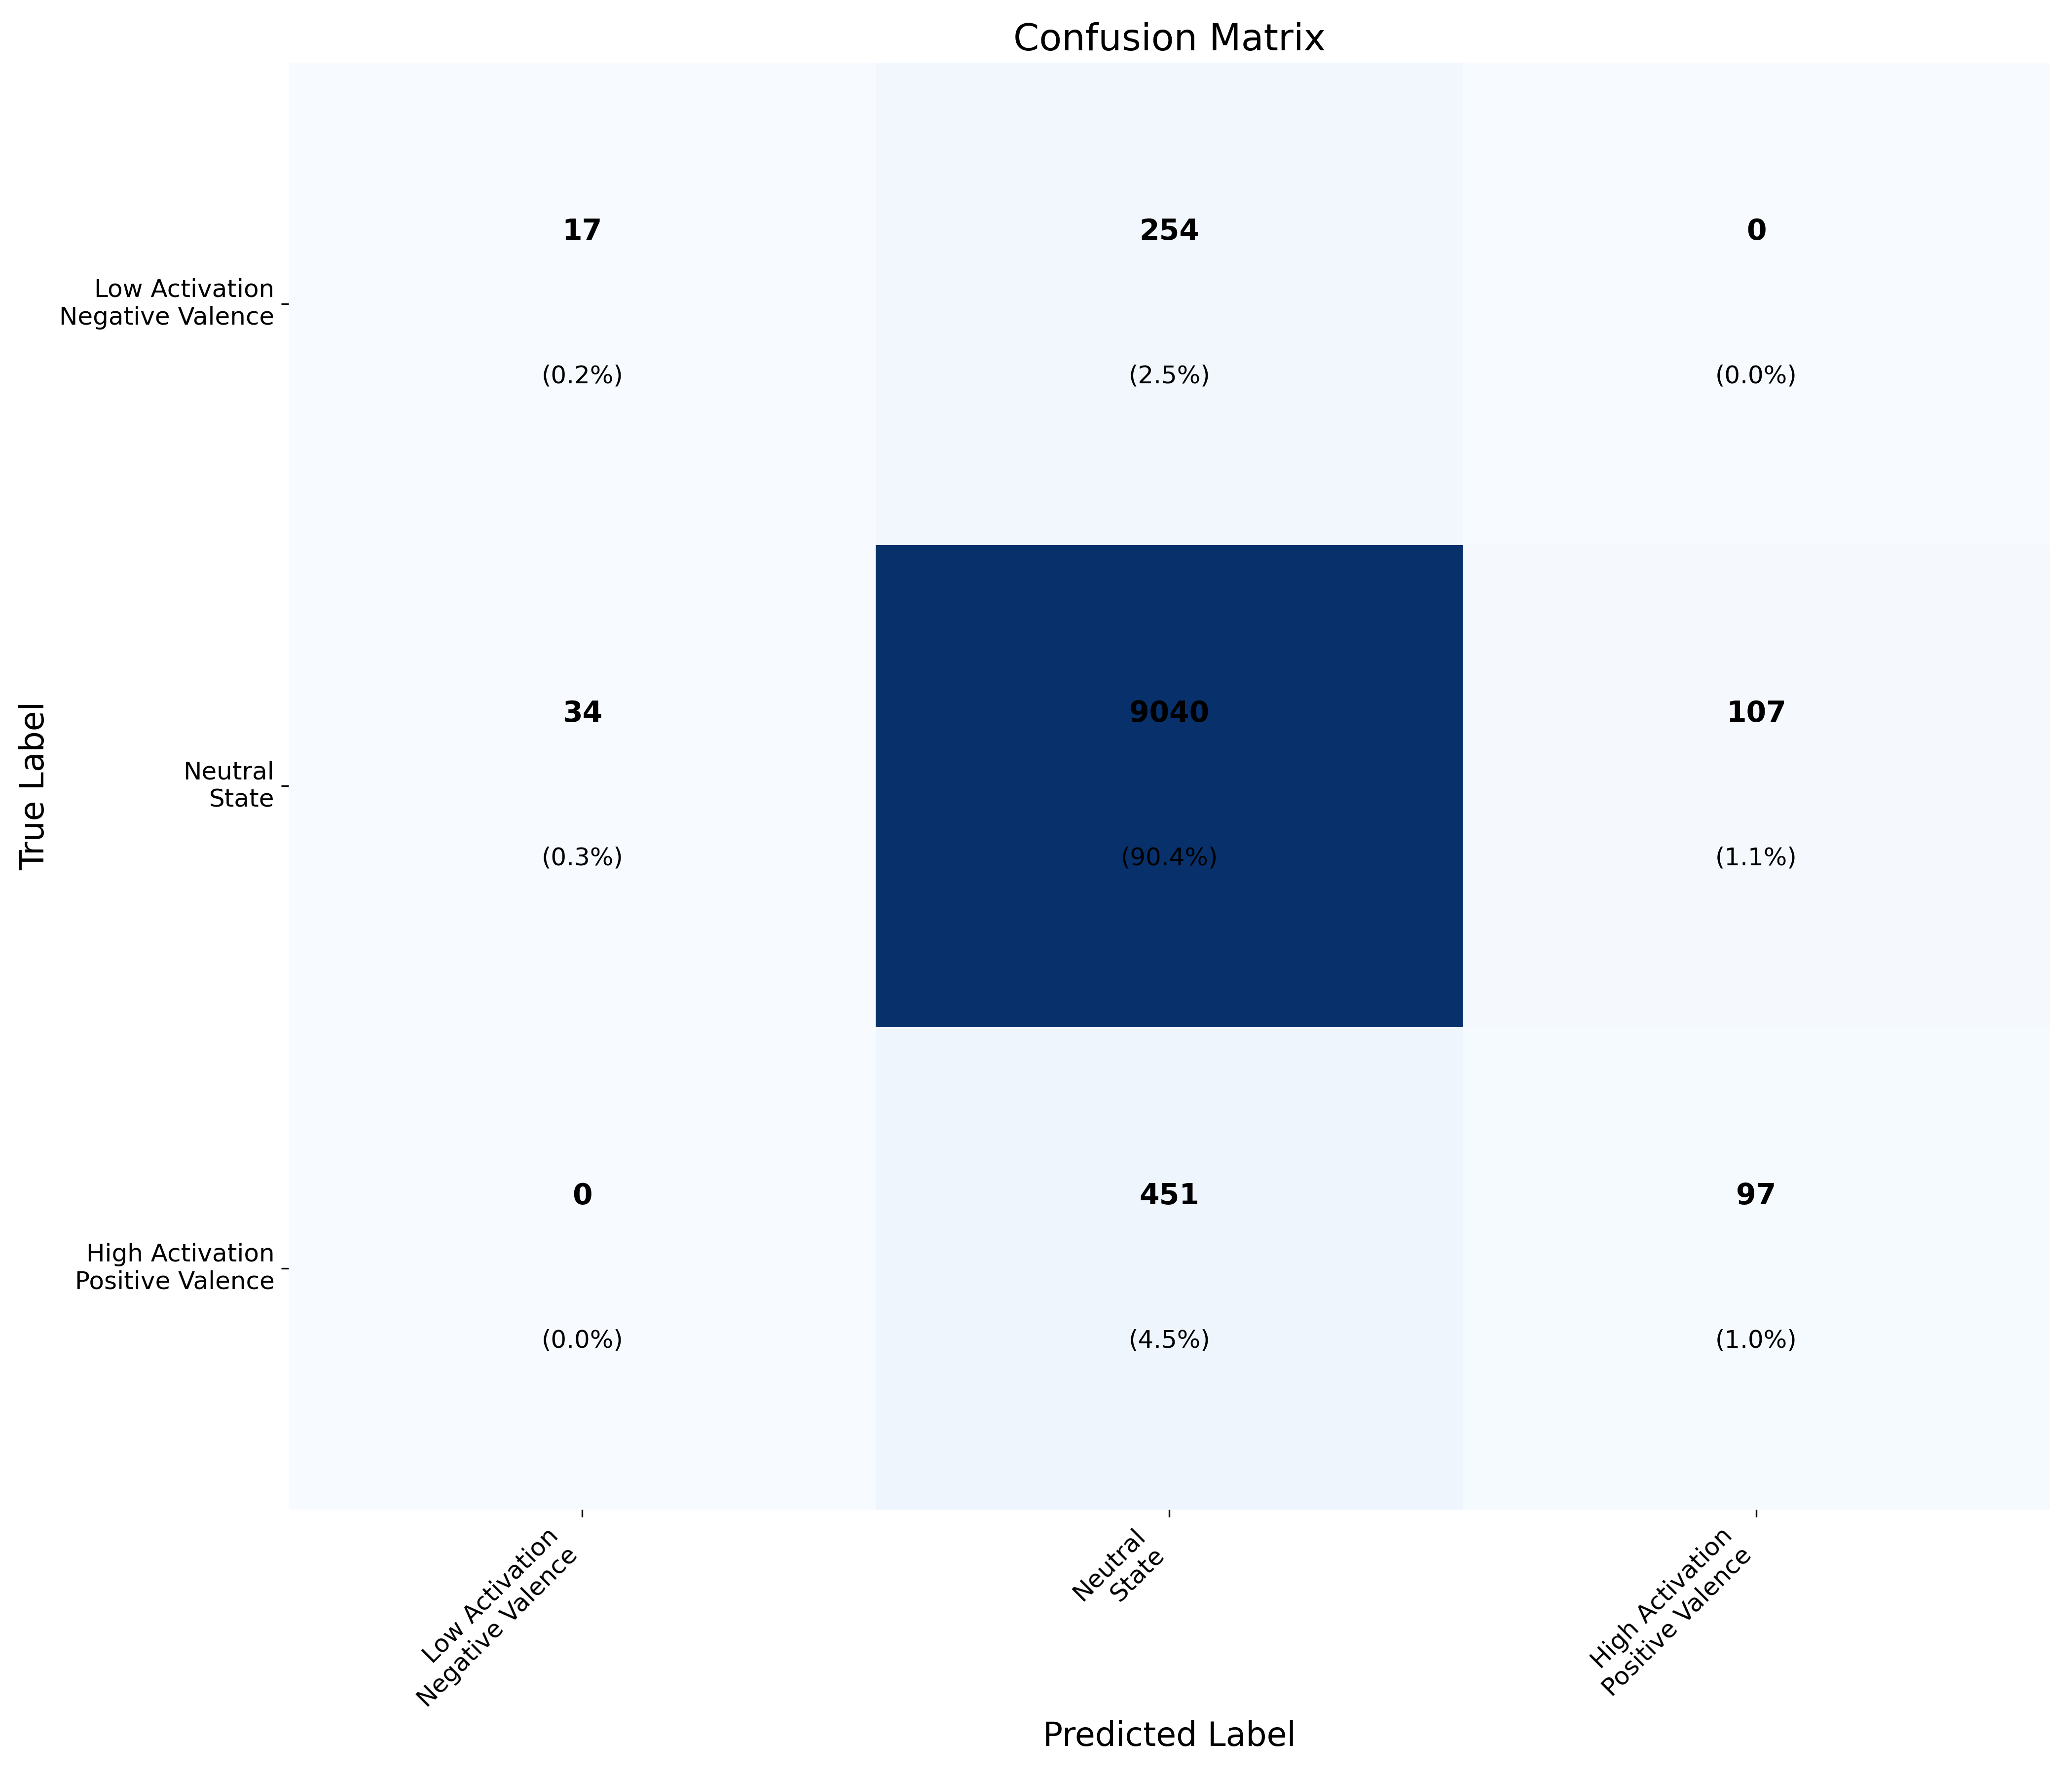 Confusion Matrix
17
254
0
Low Activation
Negative Valence
(0.2%)
(2.5%)
(0.0%)
34
9040
107
True Label
Neutral
State
(0.3%)
(90.4%)
(1.1%)
0
451
97
High Activation
Positive Valence
(0.0%)
(4.5%)
(1.0%)
Low Activation
Negative Valence
Neutral
State
High Activation
Positive Valence
Predicted Label